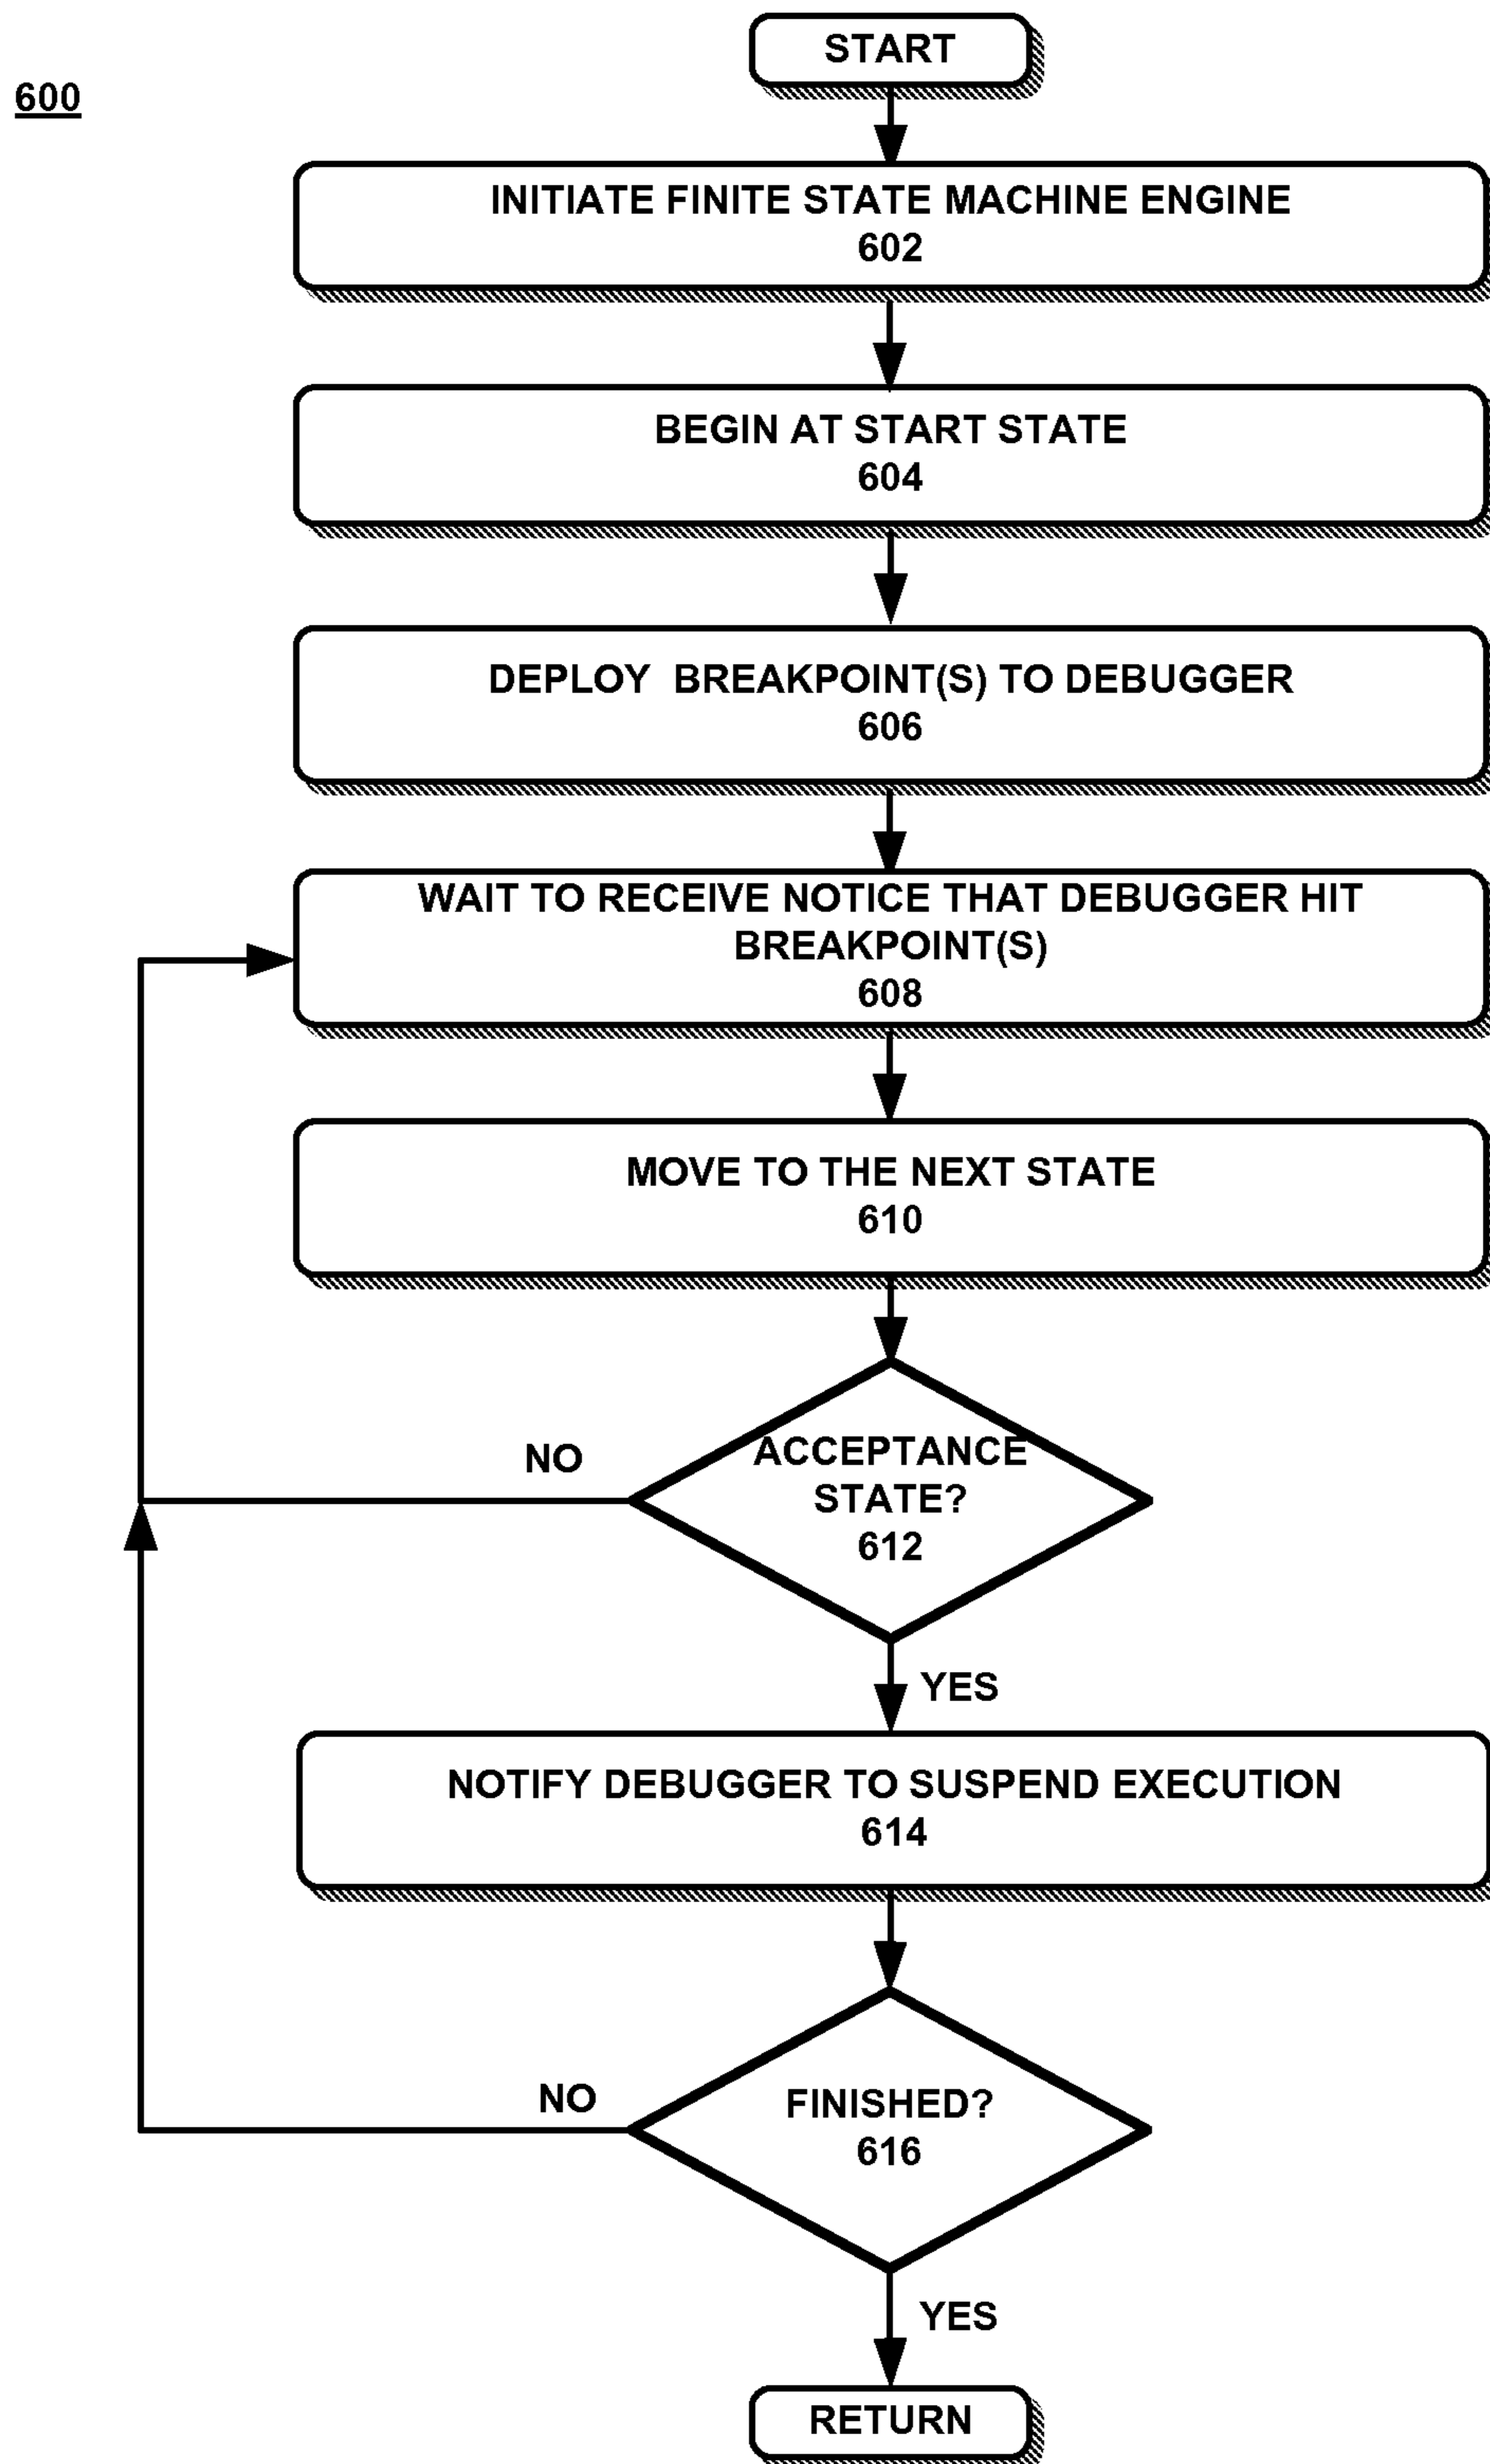 600
START
INITIATE FINITE STATE MACHINE ENGINE
602
BEGIN AT START STATE
604
DEPLOY BREAKPOINT(S) TO DEBUGGER
606
WAIT TO RECEIVE NOTICE THAT DEBUGGER HIT
BREAKPOINT(S)
608
MOVE TO THE NEXT STATE
610
NO
ACCEPTANCE
STATE?
612
YES
NOTIFY DEBUGGER TO SUSPEND EXECUTION
614
NO
FINISHED?
616
YES
RETURN